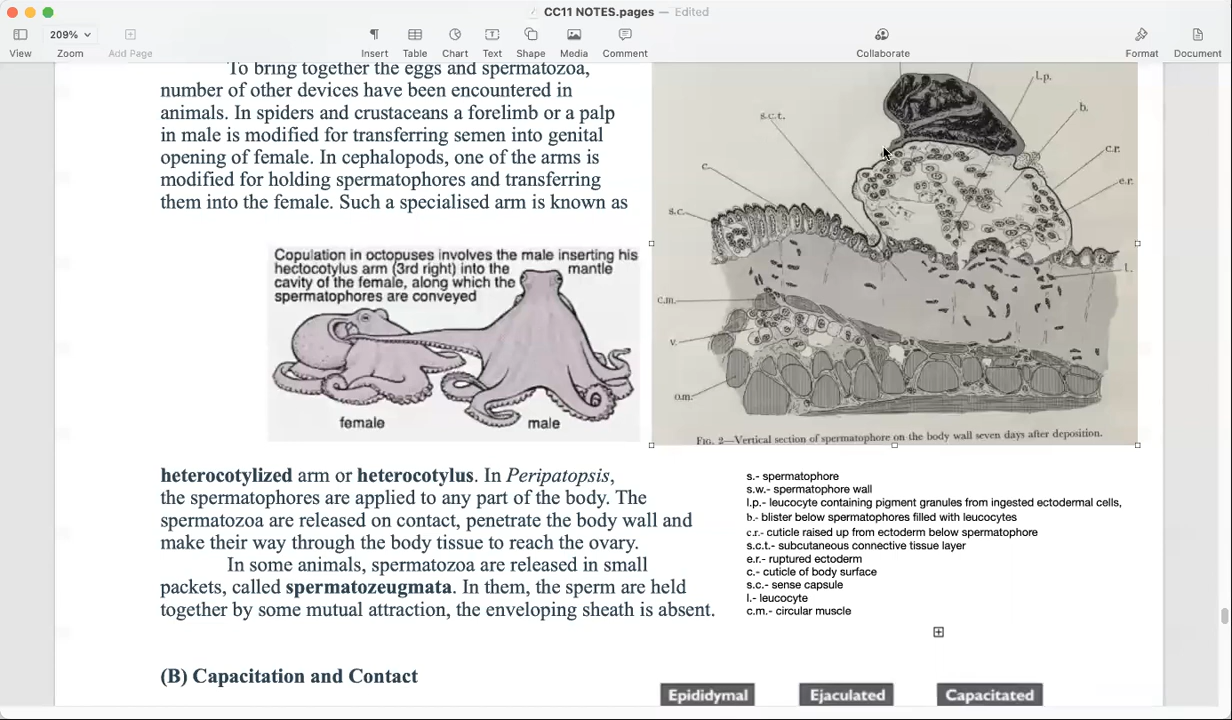 CC11 NOTES.pages — Edited
209%
View
Zoom
Add Page
Insert
Table
Chart
Text
Shape
Media
Comment
Collaborate
Format
Document
To bring together the eggs and spermatozoa,
number of other devices have been encountered in
animals. In spiders and crustaceans a forelimb or a palp
in male is modified for transferring semen into genital
opening of female. In cephalopods, one of the arms is
modified for holding spermatophores and transferring
them into the female. Such a specialised arm is known as
Copulation in octopuses involves the male inserting his
hectocotylus arm (3rd right) into the mantle
cavity of the female, along which the
spermatophores are conveyed
female
male
l.p.
b.
s.c.t.
c.r.
c.
e.r.
s.c.
l.
c.m.
v.
o.m.
FIG. 2—Vertical section of spermatophore on the body wall seven days after deposition.
heterocotylized arm or heterocotylus. In Peripatopsis,
the spermatophores are applied to any part of the body. The
spermatozoa are released on contact, penetrate the body wall and
make their way through the body tissue to reach the ovary.
In some animals, spermatozoa are released in small
packets, called spermatozeugmata. In them, the sperm are held
together by some mutual attraction, the enveloping sheath is absent.
s.- spermatophore
s.w.- spermatophore wall
l.p.- leucocyte containing pigment granules from ingested ectodermal cells,
b.- blister below spermatophores filled with leucocytes
c.r.- cuticle raised up from ectoderm below spermatophore
s.c.t.- subcutaneous connective tissue layer
e.r.- ruptured ectoderm
c.- cuticle of body surface
s.c.- sense capsule
l.- leucocyte
c.m.- circular muscle
(B) Capacitation and Contact
Epididymal
Ejaculated
Capacitated